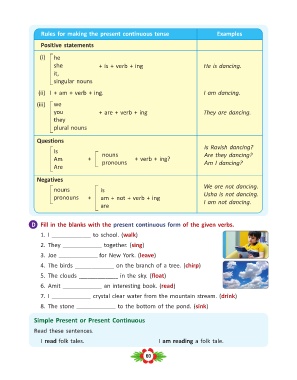 Rules for making the present continuous tense Examples
Positive statements
(i) he
she + is + verb + ing He is dancing.
it,
singular nouns
(ii) I + am + verb + ing. I am dancing.
(iii) we
you + are + verb + ing They are dancing.
they
plural nouns
Questions
Is nouns Is Ravish dancing?
Am + pronouns + verb + ing? Are they dancing?
Are Am I dancing?
Negatives
nouns is We are not dancing.
pronouns + am + not + verb + ing Usha is not dancing.
are I am not dancing.
D Fill in the blanks with the present continuous form of the given verbs.
1. I ____________ to school. (walk)
2. They ____________ together. (sing)
3. Joe ____________ for New York. (leave)
4. The birds ____________ on the branch of a tree. (chirp)
5. The clouds ____________ in the sky. (float)
6. Amit ____________ an interesting book. (read)
7. I ____________ crystal clear water from the mountain stream. (drink)
8. The stone ____________ to the bottom of the pond. (sink)
Simple Present or Present Continuous
Read these sentences.
I read folk tales. I am reading a folk tale.